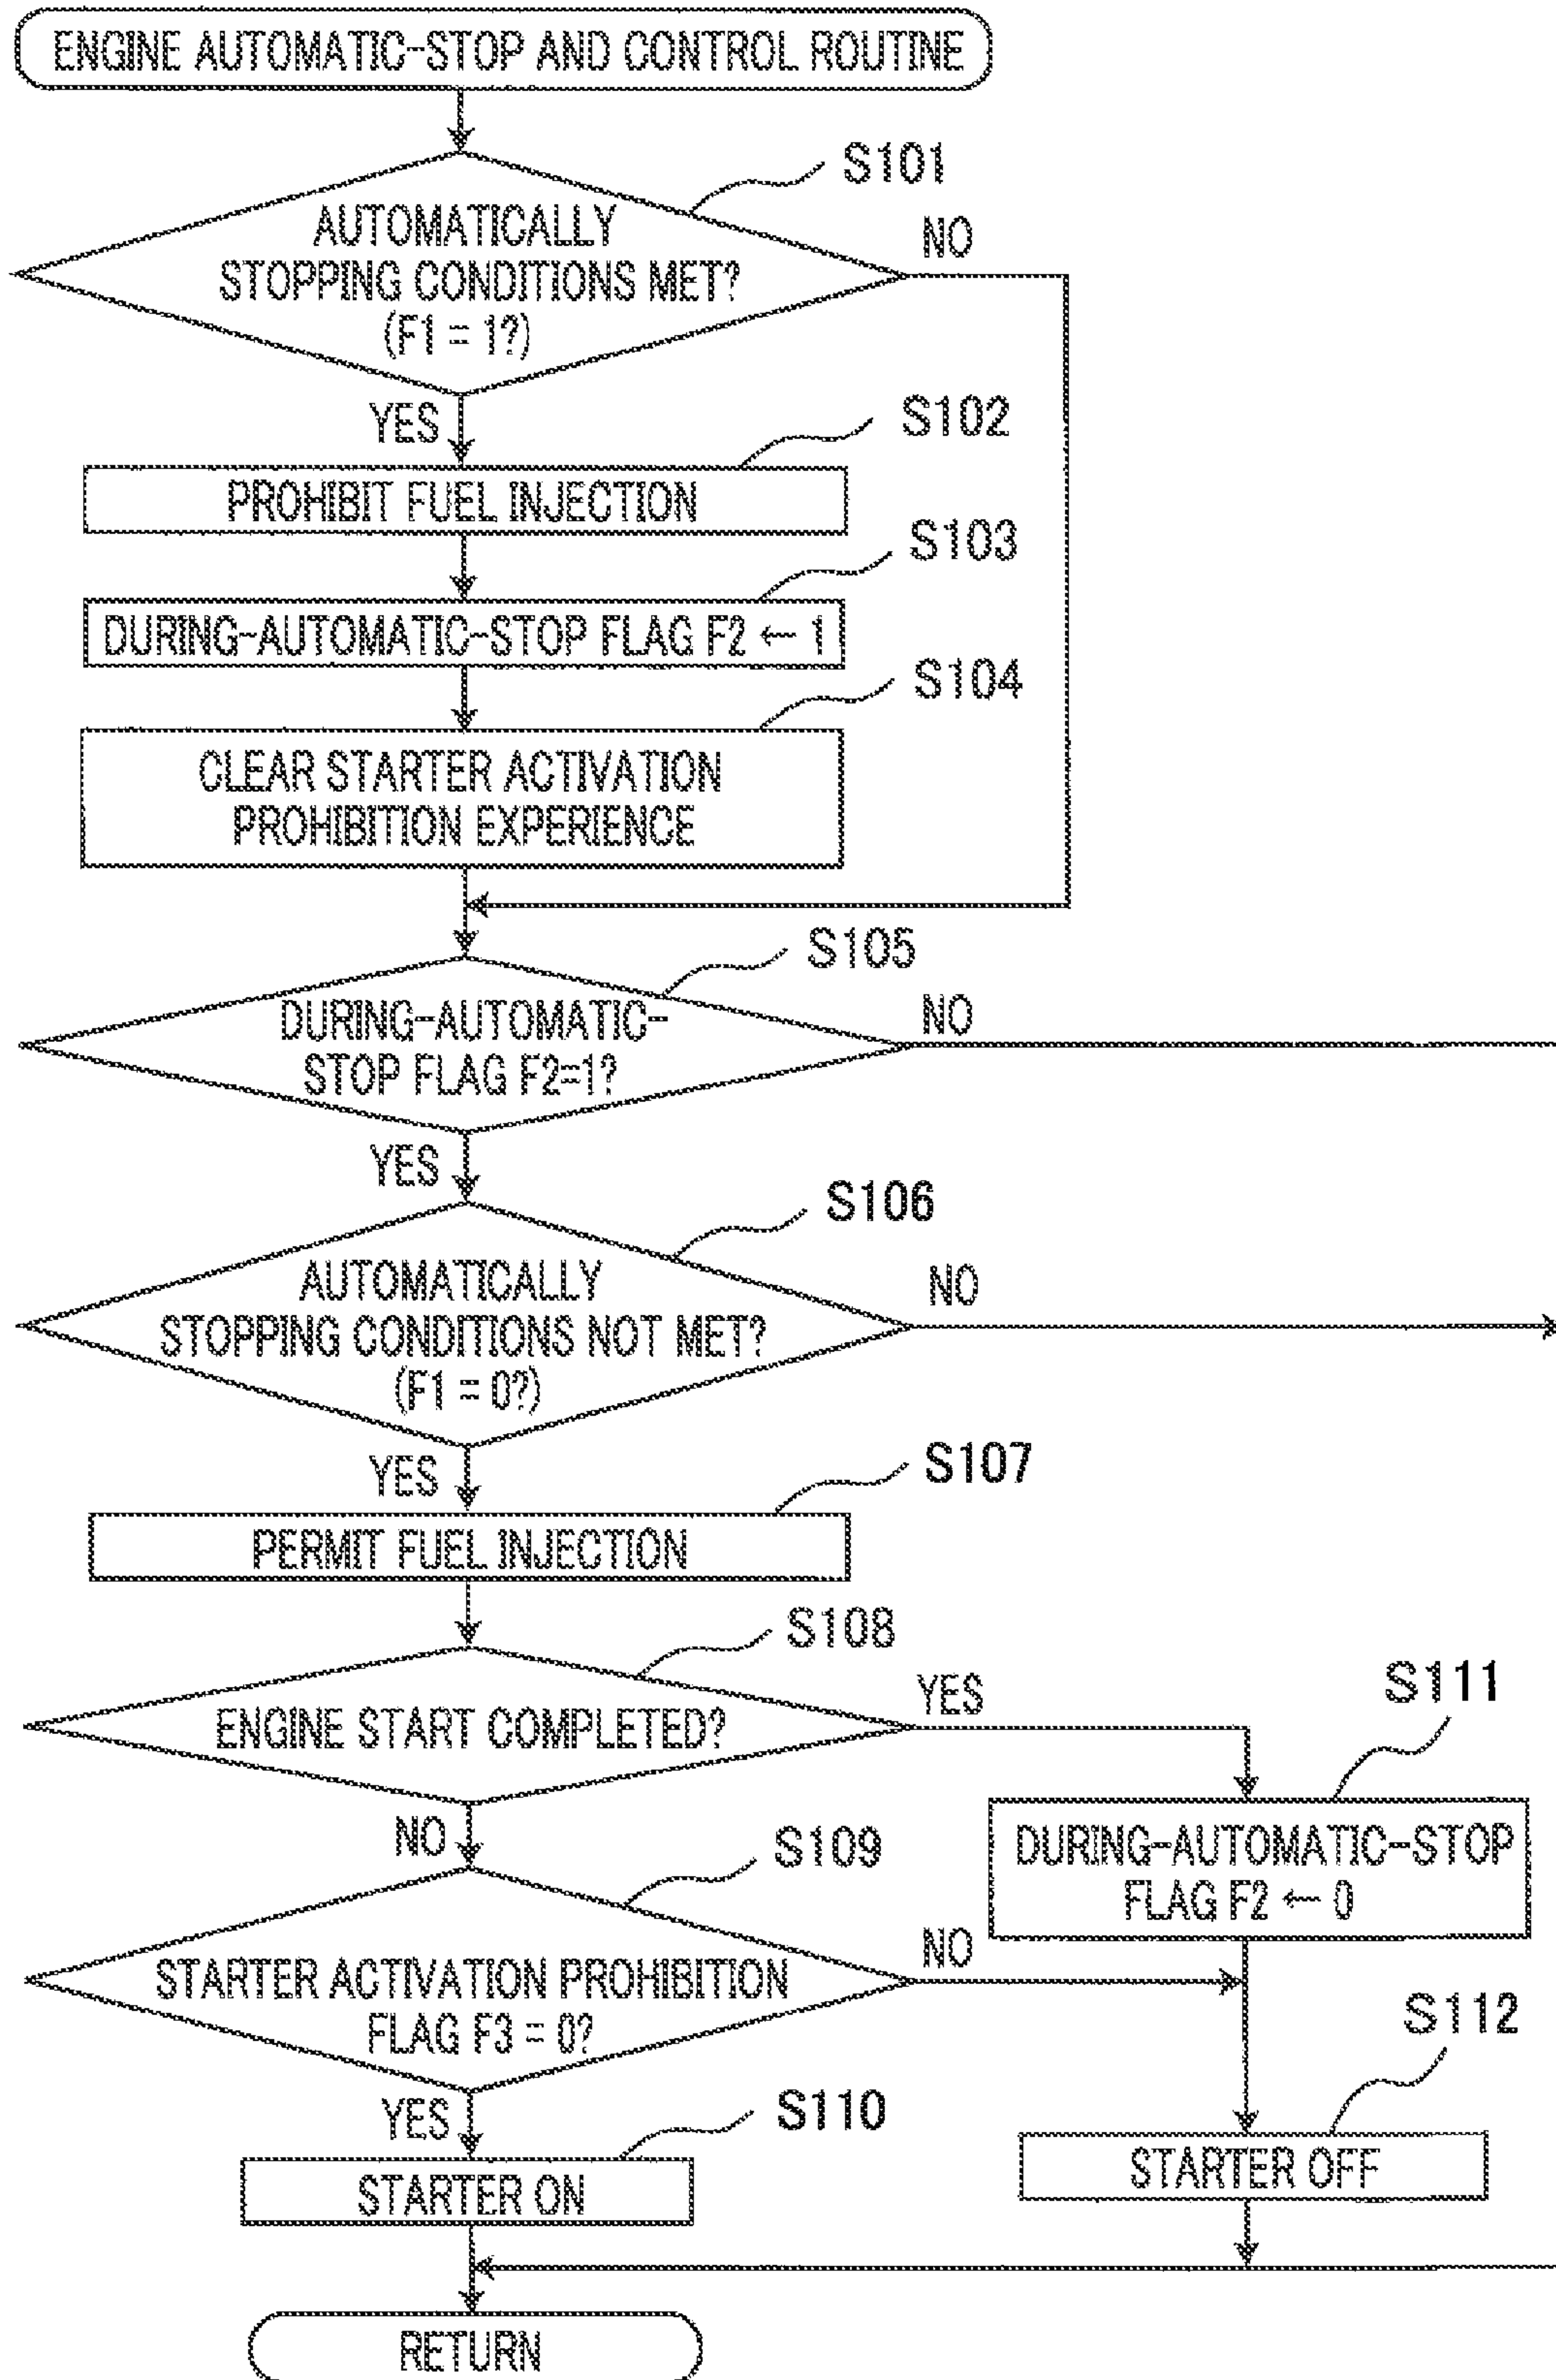 ENGINE AUTOMATIC-STOP AND CONTROL ROUTINE
S101
AUTOMATICALLY
STOPPING CONDITIONS MET?
(F1 = 1?)
NO
YES
S102
PROHIBIT FUEL INJECTION
S103
DURING-AUTOMATIC-STOP FLAG F2 ← 1
S104
CLEAR STARTER ACTIVATION
PROHIBITION EXPERIENCE
S105
DURING-AUTOMATIC-
STOP FLAG F2=1?
NO
YES
S106
AUTOMATICALLY
STOPPING CONDITIONS NOT MET?
(F1 = 0?)
NO
YES
S107
PERMIT FUEL INJECTION
S108
ENGINE START COMPLETED?
YES
S111
DURING-AUTOMATIC-STOP
FLAG F2 ← 0
NO
S109
STARTER ACTIVATION PROHIBITION
FLAG F3 = 0?
NO
S112
STARTER OFF
YES
S110
STARTER ON
RETURN